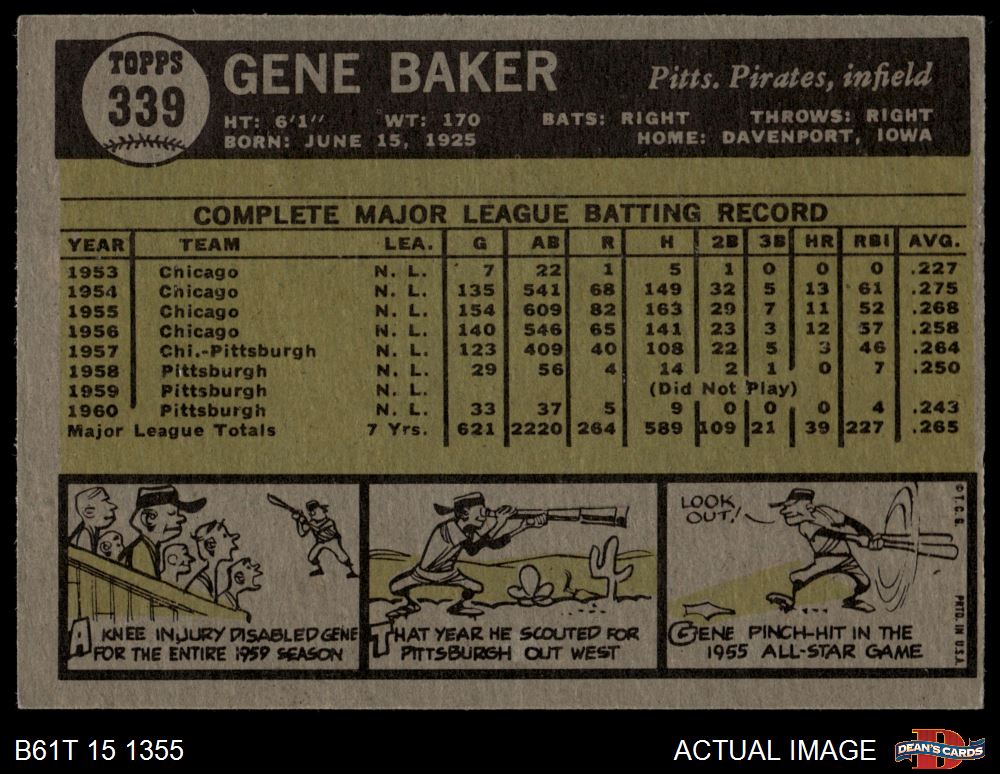 TOPPS
339
GENE BAKER
Pitts. Pirates, infield
HT: 6'1" WT: 170 BATS: RIGHT THROWS: RIGHT
BORN: JUNE 15, 1925 HOME: DAVENPORT, IOWA
COMPLETE MAJOR LEAGUE BATTING RECORD
YEAR TEAM LEA. G AB R H 2B 3B HR RBI AVG.
1953 Chicago N. L. 7 22 1 5 1 0 0 0 .227
1954 Chicago N. L. 135 541 68 149 32 5 13 61 .275
1955 Chicago N. L. 154 609 82 163 29 7 11 52 .268
1956 Chicago N. L. 140 546 65 141 23 3 12 57 .258
1957 Chi.-Pittsburgh N. L. 123 409 40 108 22 5 3 46 .264
1958 Pittsburgh N. L. 29 56 4 14 2 1 0 7 .250
1959 Pittsburgh N. L. (Did Not Play)
1960 Pittsburgh N. L. 33 37 5 9 0 0 0 4 .243
Major League Totals 7 Yrs. 621 2220 264 589 109 21 39 227 .265
A KNEE INJURY DISABLED GENE
FOR THE ENTIRE 1959 SEASON
THAT YEAR HE SCOUTED FOR
PITTSBURGH OUT WEST
LOOK
OUT!
GENE PINCH-HIT IN THE
1955 ALL-STAR GAME
© T.C.G.
PRTD. IN U.S.A.
B61T 15 1355
ACTUAL IMAGE
D
DEAN'S CARDS